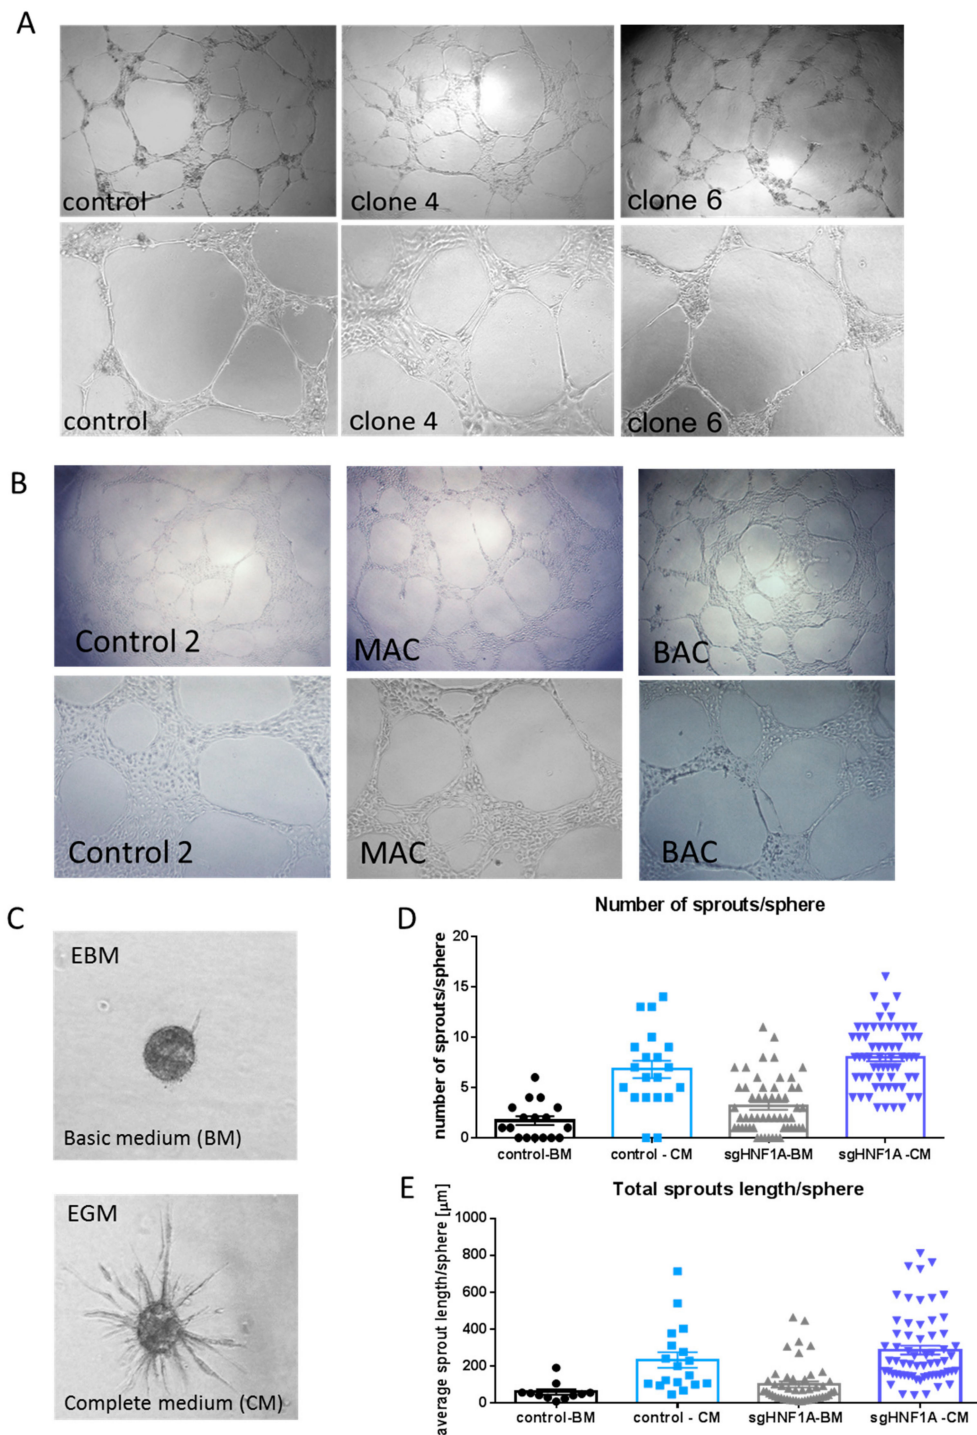 A
control
clone 4
clone 6
control
clone 4
clone 6
B
Control 2
MAC
BAC
Control 2
MAC
BAC
C
EBM
Basic medium (BM)
EGM
Complete medium (CM)
D
Number of sprouts/sphere
number of sprouts/sphere
20
15
10
5
0
control-BM
control - CM
sgHNF1A-BM
sgHNF1A -CM
E
Total sprouts length/sphere
average sprout length/sphere [µm]
1000
800
600
400
200
0
control-BM
control - CM
sgHNF1A-BM
sgHNF1A -CM